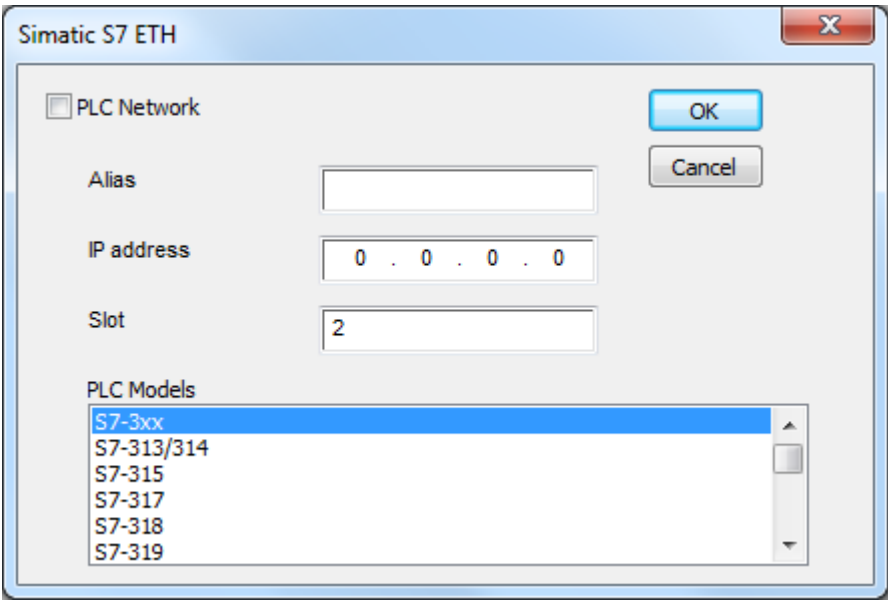 Simatic S7 ETH
PLC Network
OK
Cancel
Alias
IP address
0 . 0 . 0 . 0
Slot
2
PLC Models
S7-3xx
S7-313/314
S7-315
S7-317
S7-318
S7-319